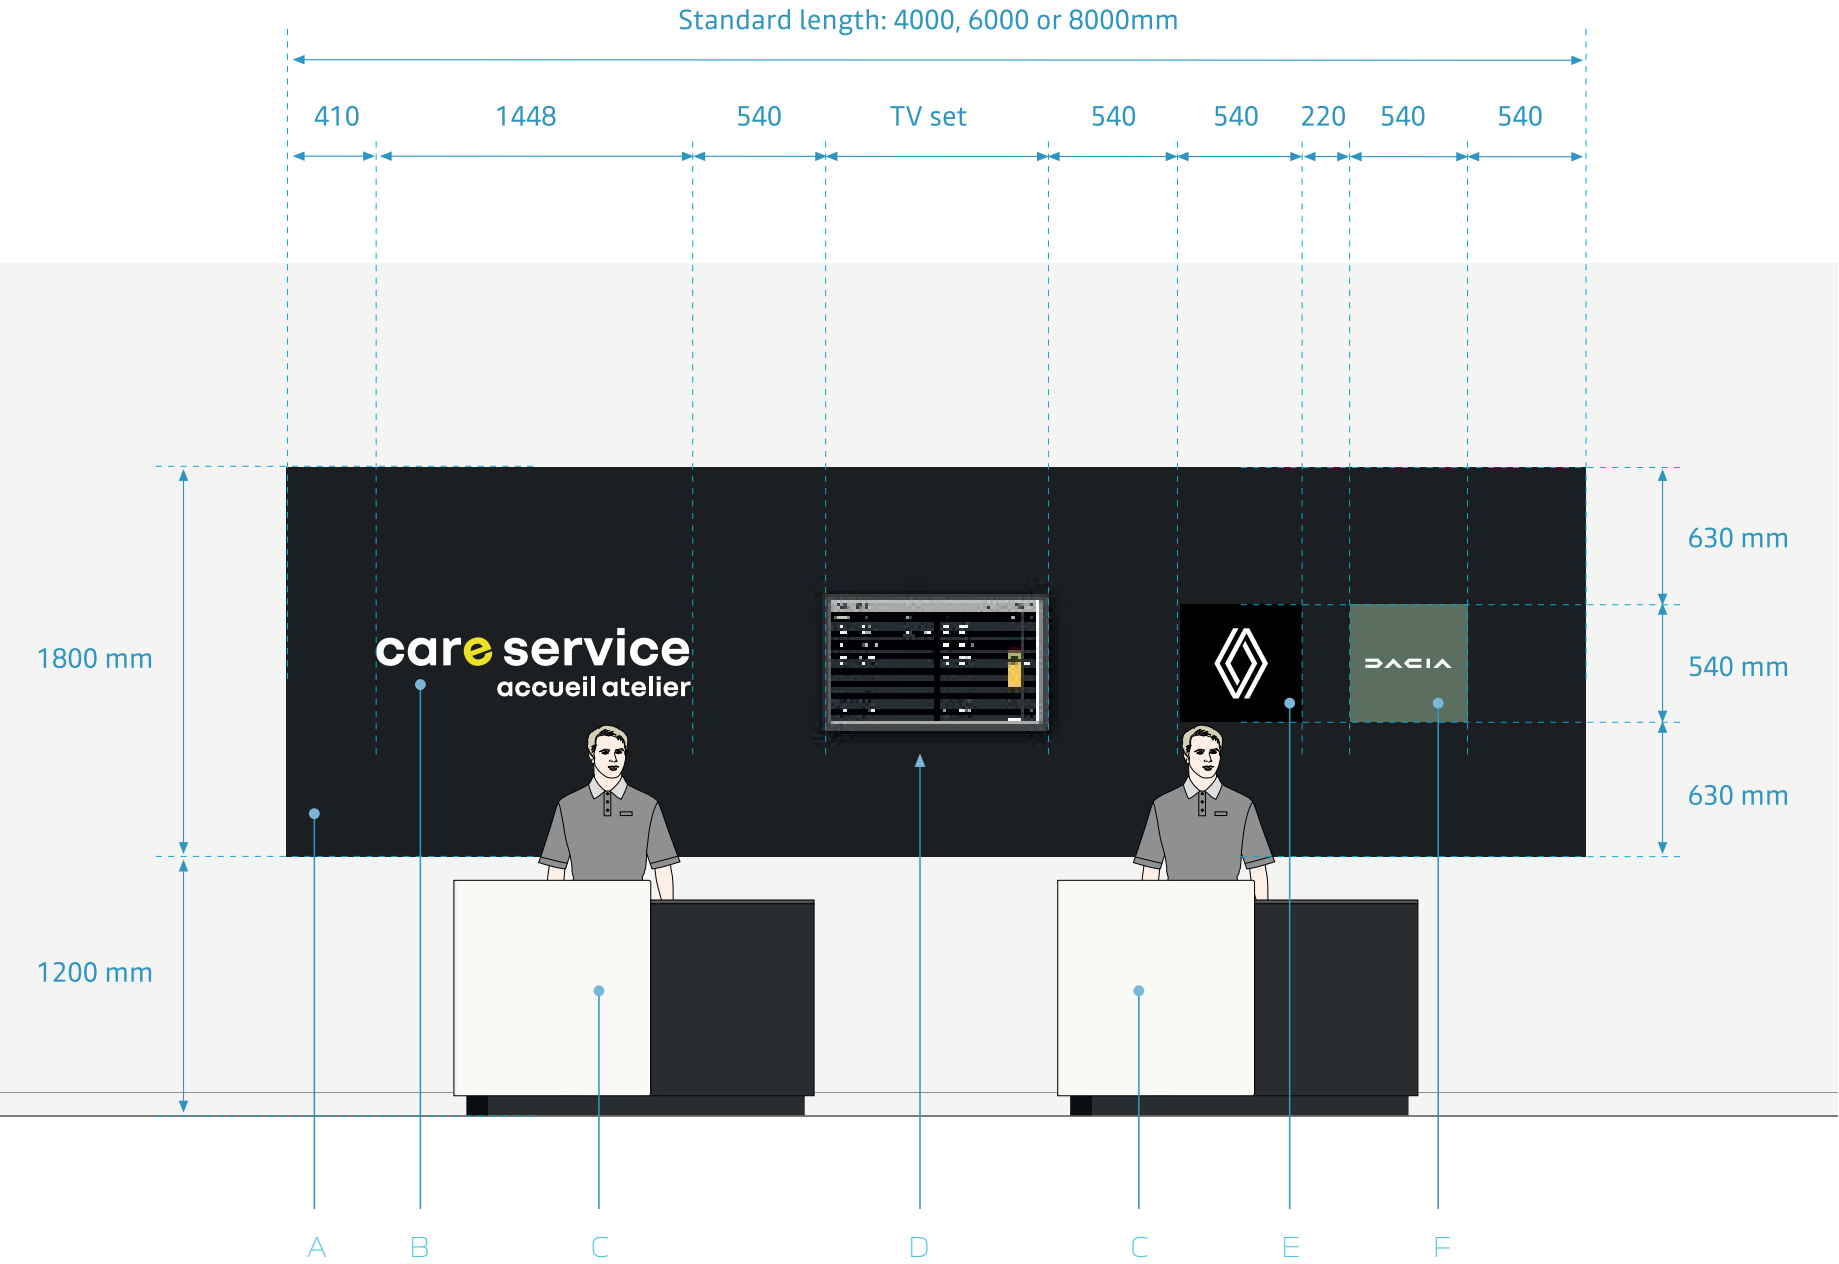 Standard length: 4000, 6000 or 8000mm
410 1448 540 TV set 540 540 220 540 540
630 mm
care service
accueil atelier
DACIA
1800 mm
540 mm
630 mm
1200 mm
A B C D C E F